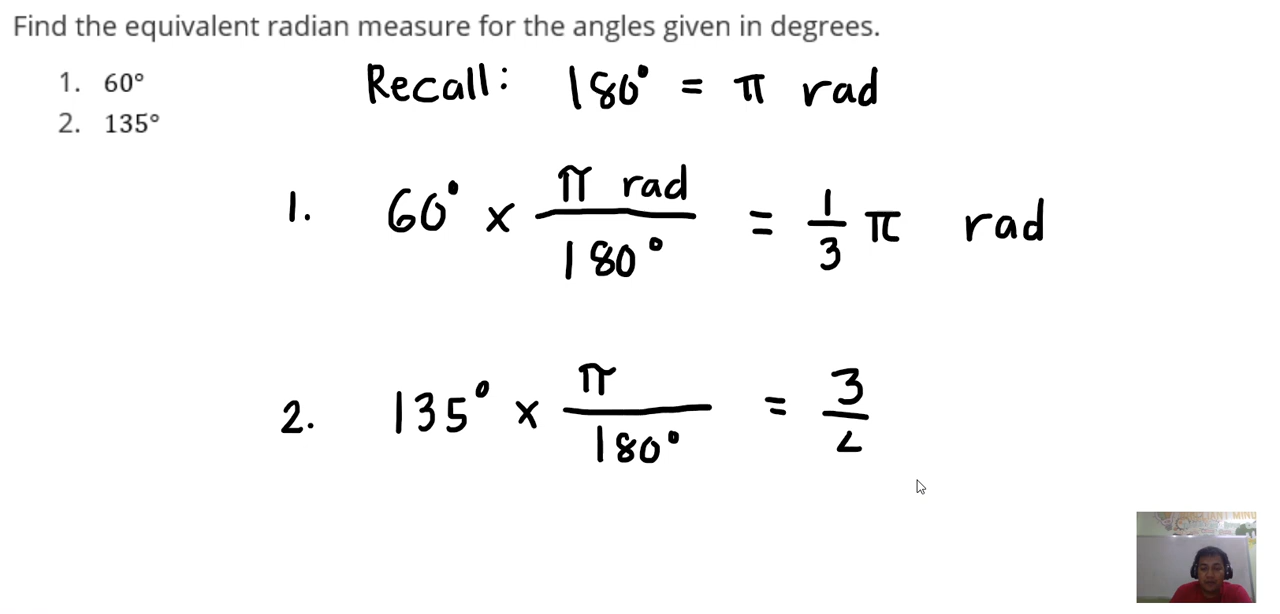 Find the equivalent radian measure for the angles given in degrees.
1. 60°
2. 135°
Recall: 180° = π rad
1. 60° × π rad / 180° = 1/3 π rad
2. 135° × π / 180° = 3/